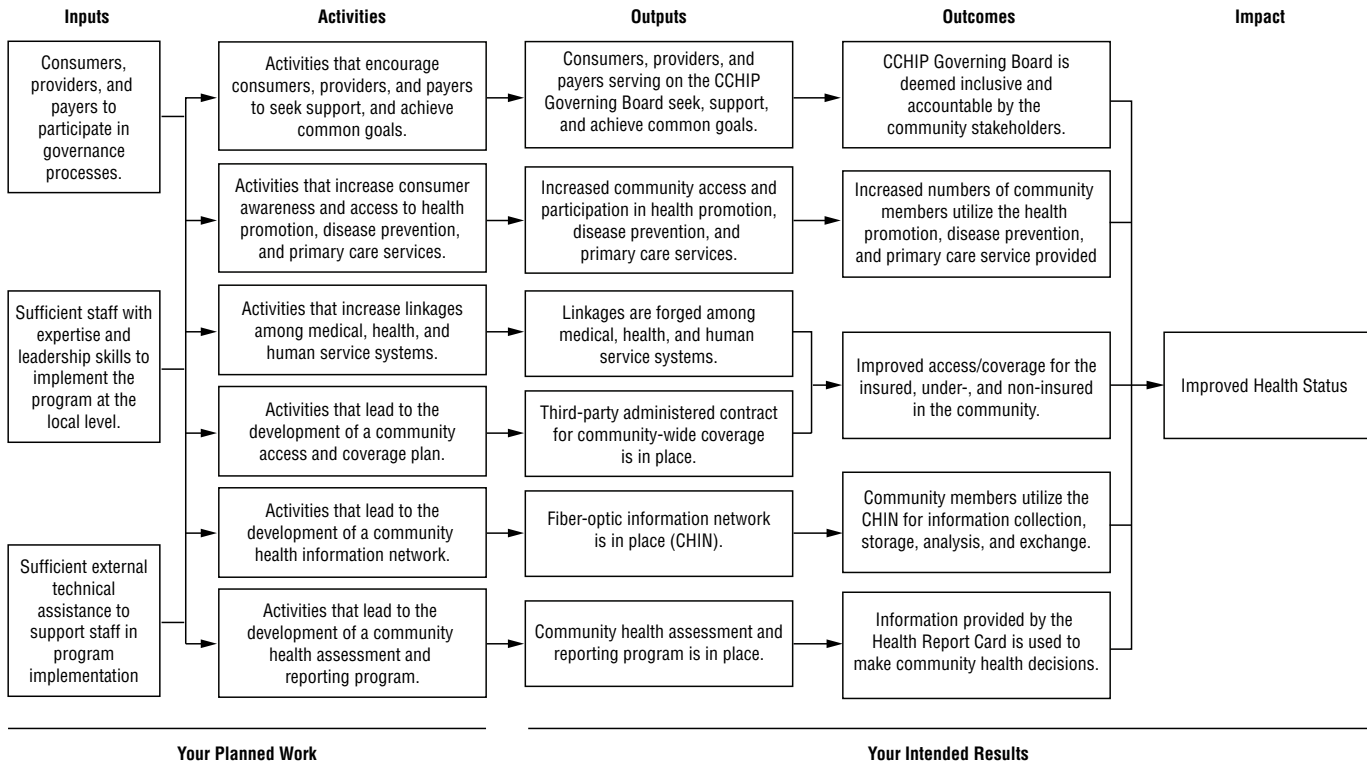 Inputs
Activities
Outputs
Outcomes
Impact
Consumers,
providers, and
payers to
participate in
governance
processes.
Sufficient staff with
expertise and
leadership skills to
implement the
program at the
local level.
Sufficient external
technical
assistance to
support staff in
program
implementation
Activities that encourage
consumers, providers, and payers
to seek support, and achieve
common goals.
Activities that increase consumer
awareness and access to health
promotion, disease prevention,
and primary care services.
Activities that increase linkages
among medical, health, and
human service systems.
Activities that lead to the
development of a community
access and coverage plan.
Activities that lead to the
development of a community
health information network.
Activities that lead to the
development of a community
health assessment and
reporting program.
Consumers, providers, and
payers serving on the CCHIP
Governing Board seek, support,
and achieve common goals.
Increased community access and
participation in health promotion,
disease prevention, and
primary care services.
Linkages are forged among
medical, health, and human
service systems.
Third-party administered contract
for community-wide coverage
is in place.
Fiber-optic information network
is in place (CHIN).
Community health assessment and
reporting program is in place.
CCHIP Governing Board is
deemed inclusive and
accountable by the
community stakeholders.
Increased numbers of community
members utilize the health
promotion, disease prevention,
and primary care service provided
Improved access/coverage for the
insured, under-, and non-insured
in the community.
Community members utilize the
CHIN for information collection,
storage, analysis, and exchange.
Information provided by the
Health Report Card is used to
make community health decisions.
Improved Health Status
Your Planned Work
Your Intended Results